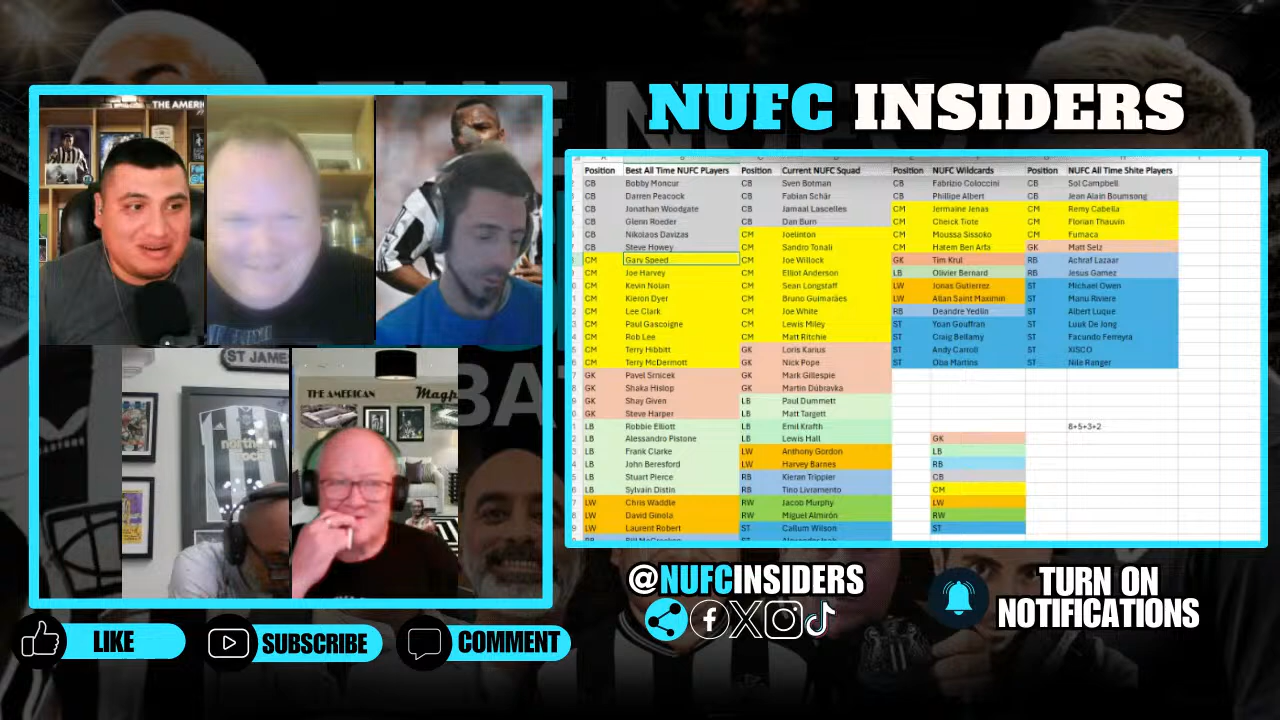 NUFC INSIDERS
THE AMERI
ST JAME
northern
rock
THE AMERICAN Magp
Position Best All Time NUFC PLayers Position Current NUFC Squad Position NUFC Wildcards Position NUFC All Time Shite Players
CB Bobby Moncur CB Sven Botman CB Fabrizio Coloccini CB Sol Campbell
CB Darren Peacock CB Fabian Schär CB Phillipe Albert CB Jean Alain Boumsong
CB Jonathan Woodgate CB Jamaal Lascelles CM Jermaine Jenas CM Remy Cabella
CB Glenn Roeder CB Dan Burn CM Cheick Tiote CM Florian Thauvin
CB Nikolaos Davizas CM Joelinton CM Moussa Sissoko CM Fumaca
CB Steve Howey CM Sandro Tonali CM Hatem Ben Arfa GK Matt Selz
CM Gary Speed CM Joe Willock GK Tim Krul RB Achraf Lazaar
CM Joe Harvey CM Elliot Anderson LB Olivier Bernard RB Jesus Gamez
CM Kevin Nolan CM Sean Longstaff LW Jonas Gutierrez ST Michael Owen
CM Kieron Dyer CM Bruno Guimarães LW Allan Saint Maximin ST Manu Riviere
CM Lee Clark CM Joe White RB Deandre Yedlin ST Albert Luque
CM Paul Gascoigne CM Lewis Miley ST Yoan Gouffran ST Luuk De Jong
CM Rob Lee CM Matt Ritchie ST Craig Bellamy ST Facundo Ferreyra
CM Terry Hibbitt GK Loris Karius ST Andy Carroll ST XISCO
CM Terry McDermott GK Nick Pope ST Oba Martins ST Nile Ranger
GK Pavel Srnicek GK Mark Gillespie
GK Shaka Hislop GK Martin Dúbravka
GK Shay Given LB Paul Dummett
GK Steve Harper LB Matt Targett
LB Robbie Elliott LB Emil Krafth 8+5+3+2
LB Alessandro Pistone LB Lewis Hall GK
LB Frank Clarke LW Anthony Gordon LB
LB John Beresford LW Harvey Barnes RB
LB Stuart Pierce RB Kieran Trippier CB
LB Sylvain Distin RB Tino Livramento CM
LW Chris Waddle RW Jacob Murphy LW
LW David Ginola RW Miguel Almirón RW
LW Laurent Robert ST Callum Wilson ST
@NUFCINSIDERS
TURN ON
NOTIFICATIONS
LIKE
SUBSCRIBE
COMMENT